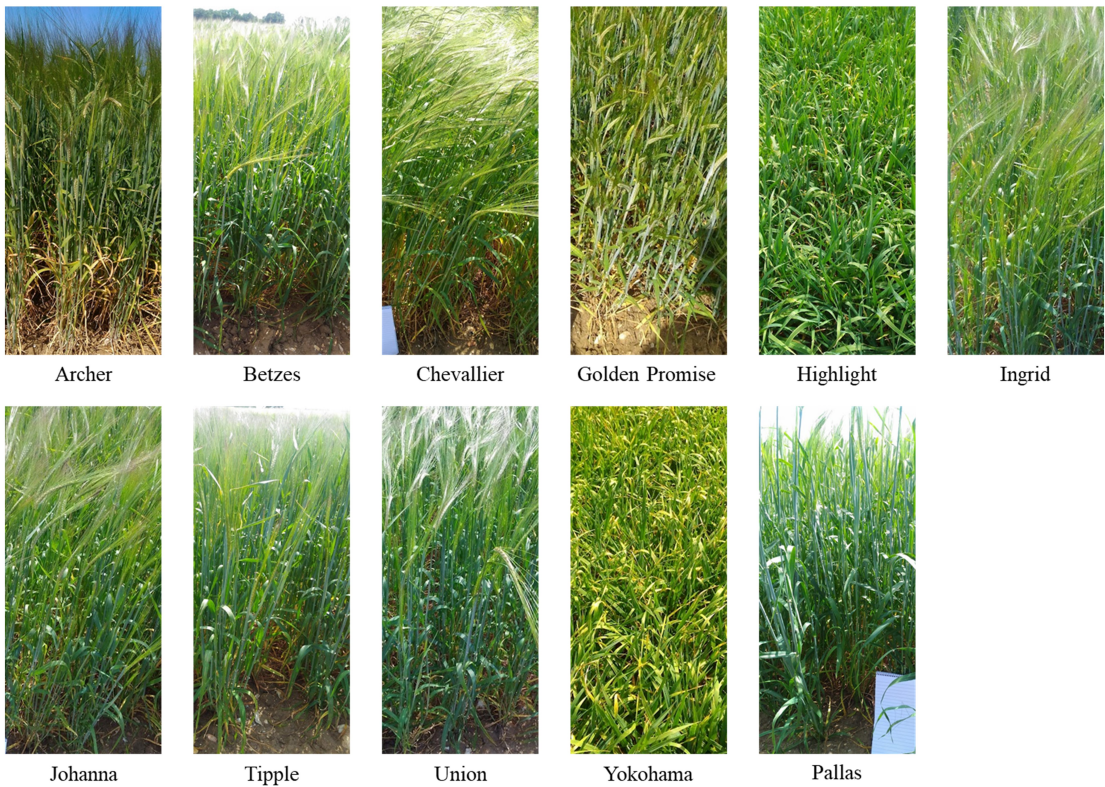 Archer
Betzes
Chevallier
Golden Promise
Highlight
Ingrid
Johanna
Tipple
Union
Yokohama
Pallas